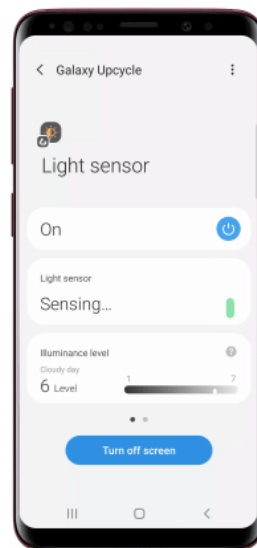 Galaxy Upcycle
Light sensor
On
Light sensor
Sensing...
Illuminance level
?
Cloudy day
6 Level
1
7
Turn off screen